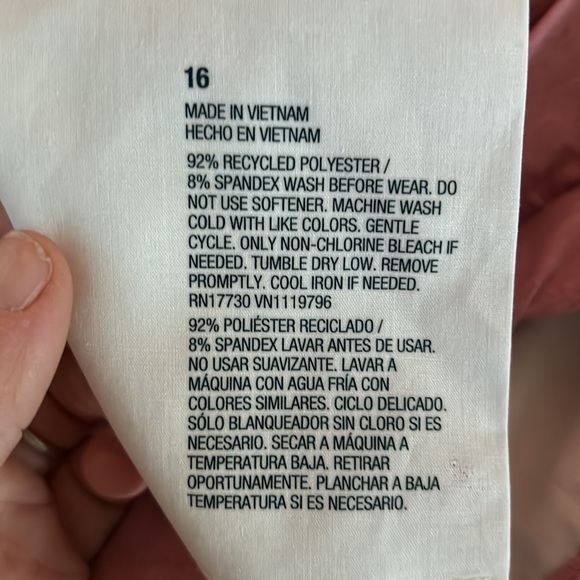 16
MADE IN VIETNAM
HECHO EN VIETNAM
92% RECYCLED POLYESTER /
8% SPANDEX WASH BEFORE WEAR. DO
NOT USE SOFTENER. MACHINE WASH
COLD WITH LIKE COLORS. GENTLE
CYCLE. ONLY NON-CHLORINE BLEACH IF
NEEDED. TUMBLE DRY LOW. REMOVE
PROMPTLY. COOL IRON IF NEEDED.
RN17730 VN1119796
92% POLIÉSTER RECICLADO /
8% SPANDEX LAVAR ANTES DE USAR.
NO USAR SUAVIZANTE. LAVAR A
MÁQUINA CON AGUA FRÍA CON
COLORES SIMILARES. CICLO DELICADO.
SÓLO BLANQUEADOR SIN CLORO SI ES
NECESARIO. SECAR A MÁQUINA A
TEMPERATURA BAJA. RETIRAR
OPORTUNAMENTE. PLANCHAR A BAJA
TEMPERATURA SI ES NECESARIO.